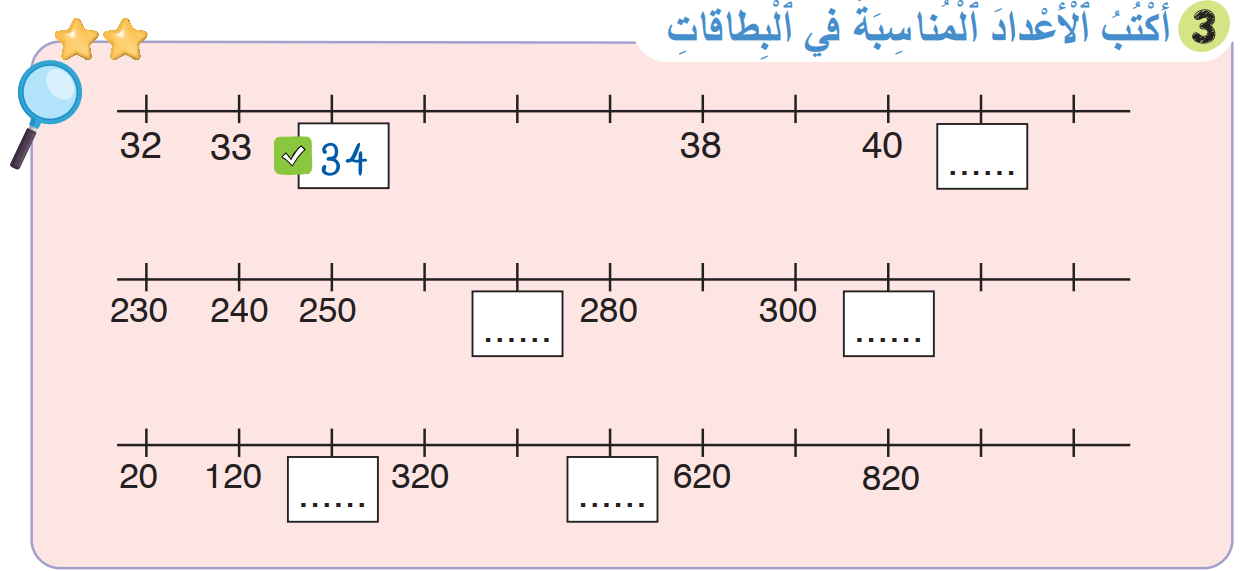 3 أَكْتُبُ ٱلْأَعْدادَ ٱلْمُناسِبَةَ في ٱلْبِطاقاتِ
32 33 34 38 40 ......
230 240 250 ...... 280 300 ......
20 120 ...... 320 ...... 620 820